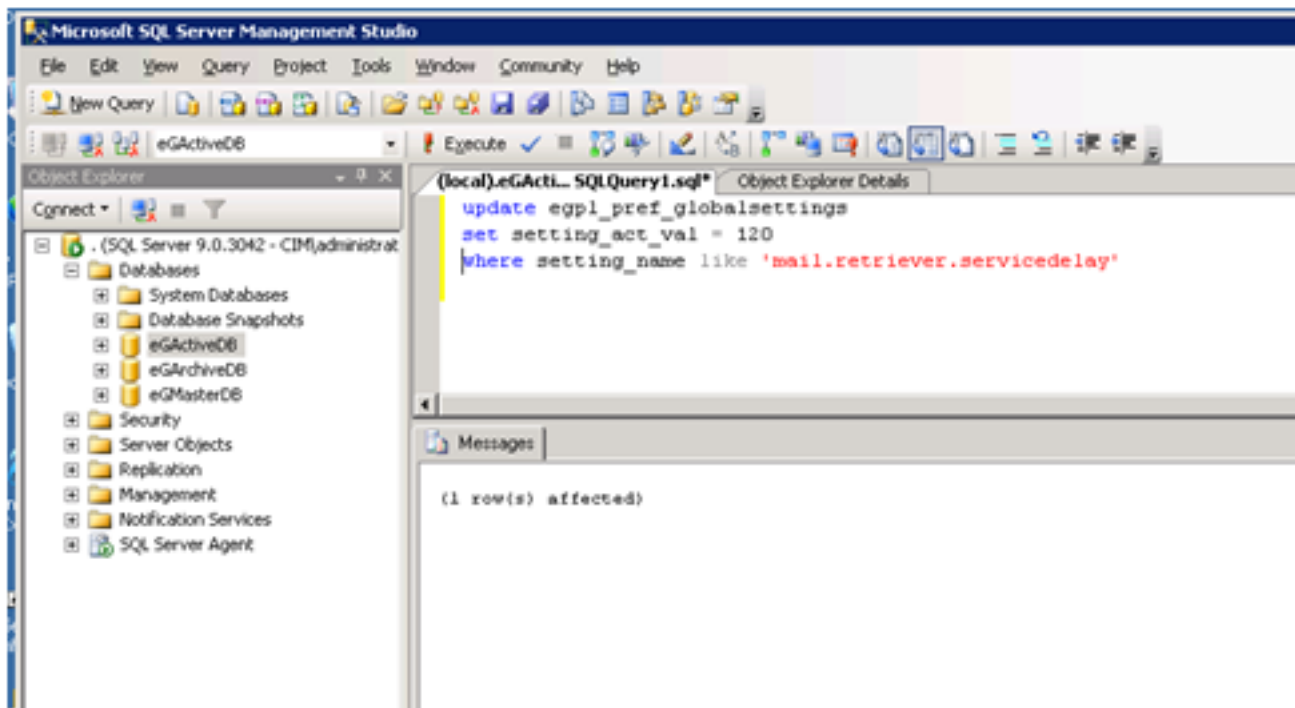 Microsoft SQL Server Management Studio
File Edit View Query Project Tools Window Community Help
New Query
eGActiveDB
Execute
Object Explorer
(local).eGActi... SQLQuery1.sql* Object Explorer Details
Connect
update egpl_pref_globalsettings
set setting_act_val = 120
where setting_name like 'mail.retriever.servicedelay'
. (SQL Server 9.0.3042 - CIM\administrat
Databases
System Databases
Database Snapshots
eGActiveDB
eGArchiveDB
eGMasterDB
Security
Server Objects
Replication
Management
Notification Services
SQL Server Agent
Messages
(1 row(s) affected)